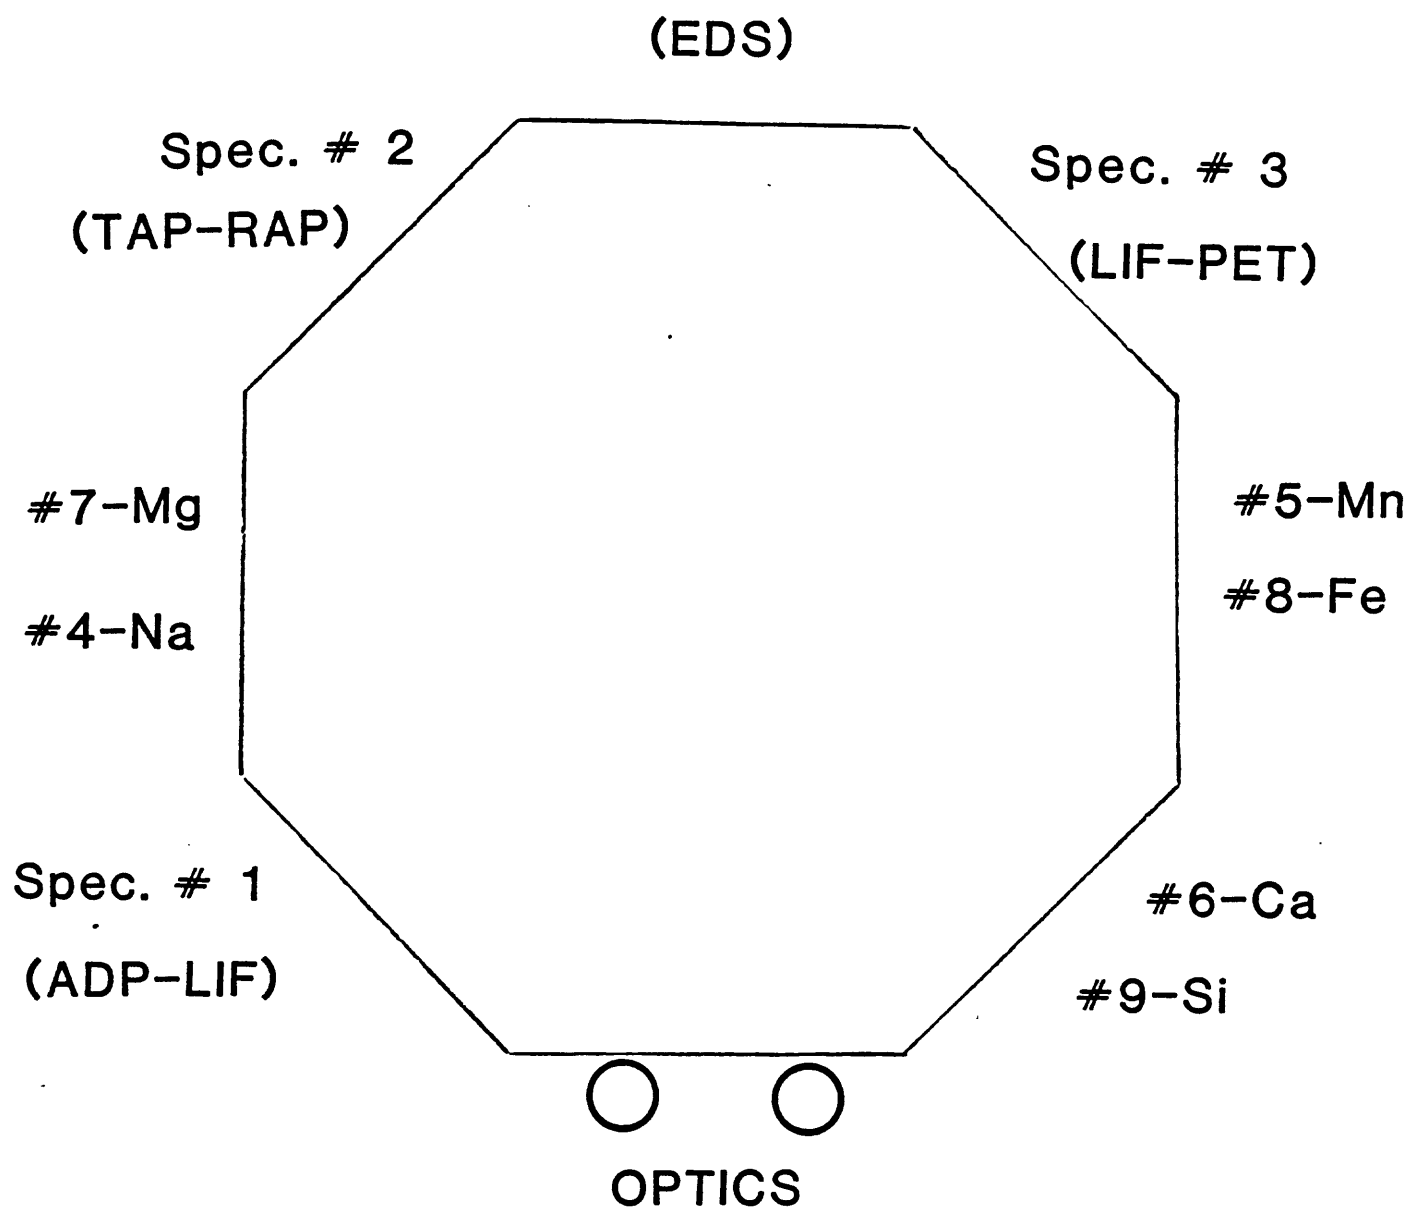 (EDS)
Spec. # 2
(TAP-RAP)
Spec. # 3
(LIF-PET)
#7-Mg
#4-Na
#5-Mn
#8-Fe
Spec. # 1
(ADP-LIF)
#6-Ca
#9-Si
OPTICS